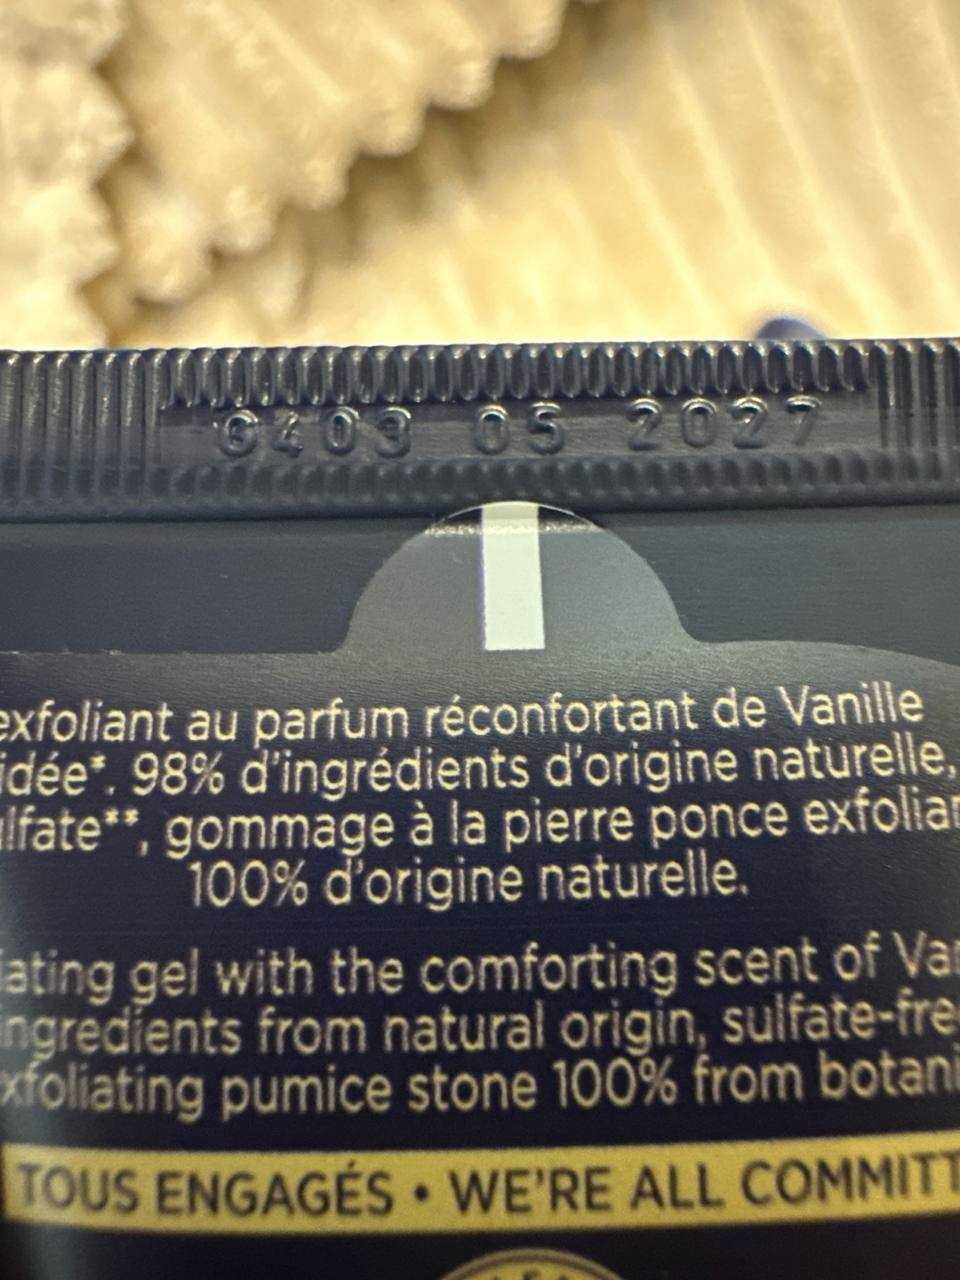 G403 05 2027
exfoliant au parfum réconfortant de Vanille
idée*. 98% d'ingrédients d'origine naturelle,
lfate**, gommage à la pierre ponce exfolian
100% d'origine naturelle.
iating gel with the comforting scent of Va
ingredients from natural origin, sulfate-fre
xfoliating pumice stone 100% from botani
TOUS ENGAGÉS • WE'RE ALL COMMITT